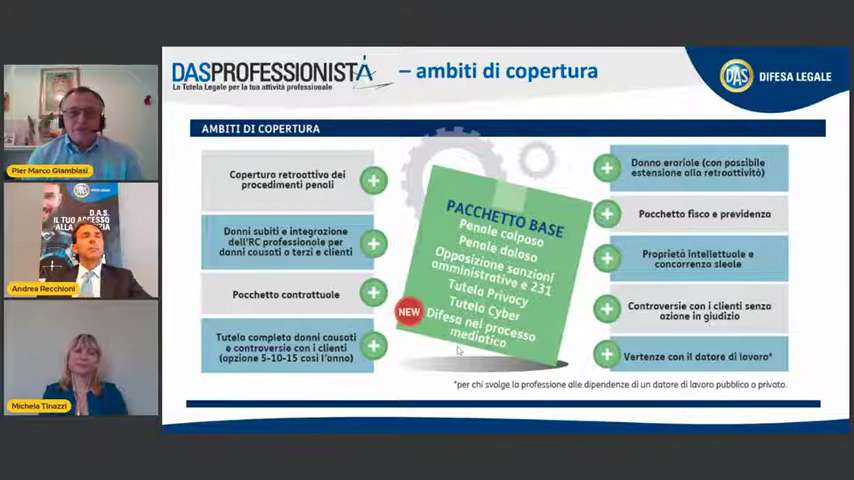 DASPROFESSIONISTA
La Tutela Legale per la tua attività professionale
– ambiti di copertura
DAS
DIFESA LEGALE
AMBITI DI COPERTURA
Copertura retroattiva dei
procedimenti penali
Danni subiti e integrazione
dell'RC professionale per
danni causati a terzi e clienti
Pacchetto contrattuale
Tutela completa danni causati
e controversie con i clienti
(opzione 5-10-15 casi l'anno)
PACCHETTO BASE
Penale colposo
Penale doloso
Opposizione sanzioni
amministrative e 231
Tutela Privacy
Tutela Cyber
NEW
Difesa nel processo
mediatico
Danno erariale (con possibile
estensione alla retroattività)
Pacchetto fisco e previdenza
Proprietà intellettuale e
concorrenza sleale
Controversie con i clienti senza
azione in giudizio
Vertenze con il datore di lavoro*
*per chi svolge la professione alle dipendenze di un datore di lavoro pubblico o privato.
Pier Marco Giambiasi
D.A.S.
IL TUO ACCESSO
Andrea Recchioni
Michela Tinazzi